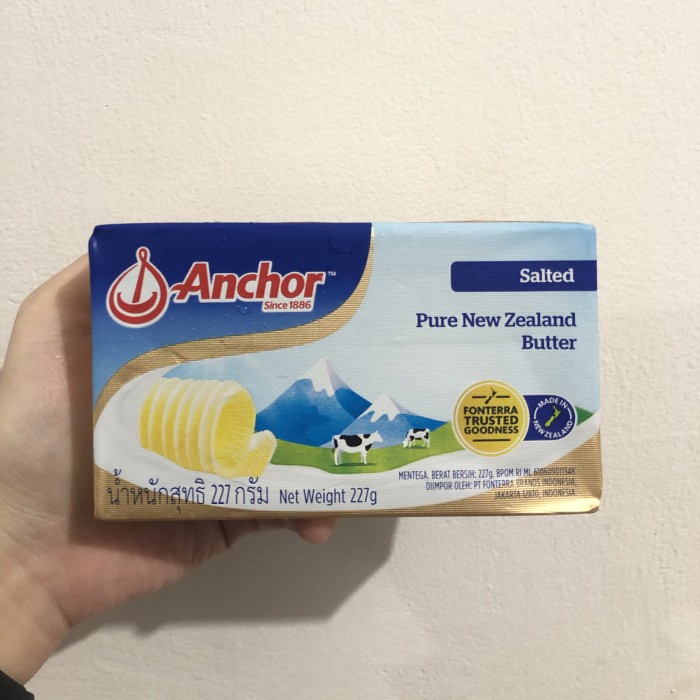 Anchor™
Since 1886
Salted
Pure New Zealand
Butter
FONTERRA
TRUSTED
GOODNESS
MADE IN
NEW ZEALAND
น้ำหนักสุทธิ 227 กรัม Net Weight 227g
MENTEGA, BERAT BERSIH: 227g, BPOM RI ML
DIIMPOR OLEH: PT FONTERRA BRANDS INDONESIA,
JAKARTA 12870, INDONESIA.